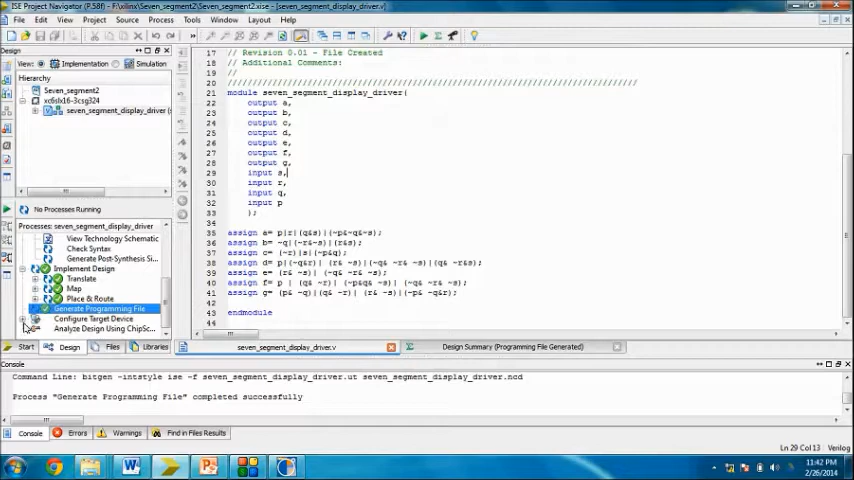 ISE Project Navigator (P.58f) - F:\xilinx\Seven_segment2\Seven_segment2.xise - [seven_segment_display_driver.v]
File Edit View Project Source Process Tools Window Layout Help
Design
View: Implementation Simulation
Hierarchy
Seven_segment2
xc6slx16-3csg324
seven_segment_display_driver (s
No Processes Running
Processes: seven_segment_display_driver
View Technology Schematic
Check Syntax
Generate Post-Synthesis Si...
Implement Design
Translate
Map
Place & Route
Generate Programming File
Configure Target Device
Analyze Design Using ChipSc...
Start Design Files Libraries
17 // Revision 0.01 - File Created
18 // Additional Comments:
19 //
20 //////////////////////////////////////////////////////////////////////////////////
21 module seven_segment_display_driver(
22 output a,
23 output b,
24 output c,
25 output d,
26 output e,
27 output f,
28 output g,
29 input s,
30 input r,
31 input q,
32 input p
33 );
34
35 assign a= p|r|(q&s)|(~p&~q&~s);
36 assign b= ~q|(~r&~s)|(r&s);
37 assign c= (~r)|s|(~p&q);
38 assign d= p|(~q&r)|(~q& ~r& ~s)|(q& ~r&s);
39 assign e= (r& ~s)| (~q& ~r& ~s);
40 assign f= p | (~p&q& ~s)| (~q& ~r& ~s);
41 assign g= (p& ~q)|(q& ~r)| (r& ~s)|(~p& ~q&r);
42
43 endmodule
44
seven_segment_display_driver.v Design Summary (Programming File Generated)
Console
Command Line: bitgen -intstyle ise -f seven_segment_display_driver.ut seven_segment_display_driver.ncd
Process "Generate Programming File" completed successfully
Console Errors Warnings Find in Files Results
Ln 29 Col 13 Verilog
11:42 PM
2/26/2014